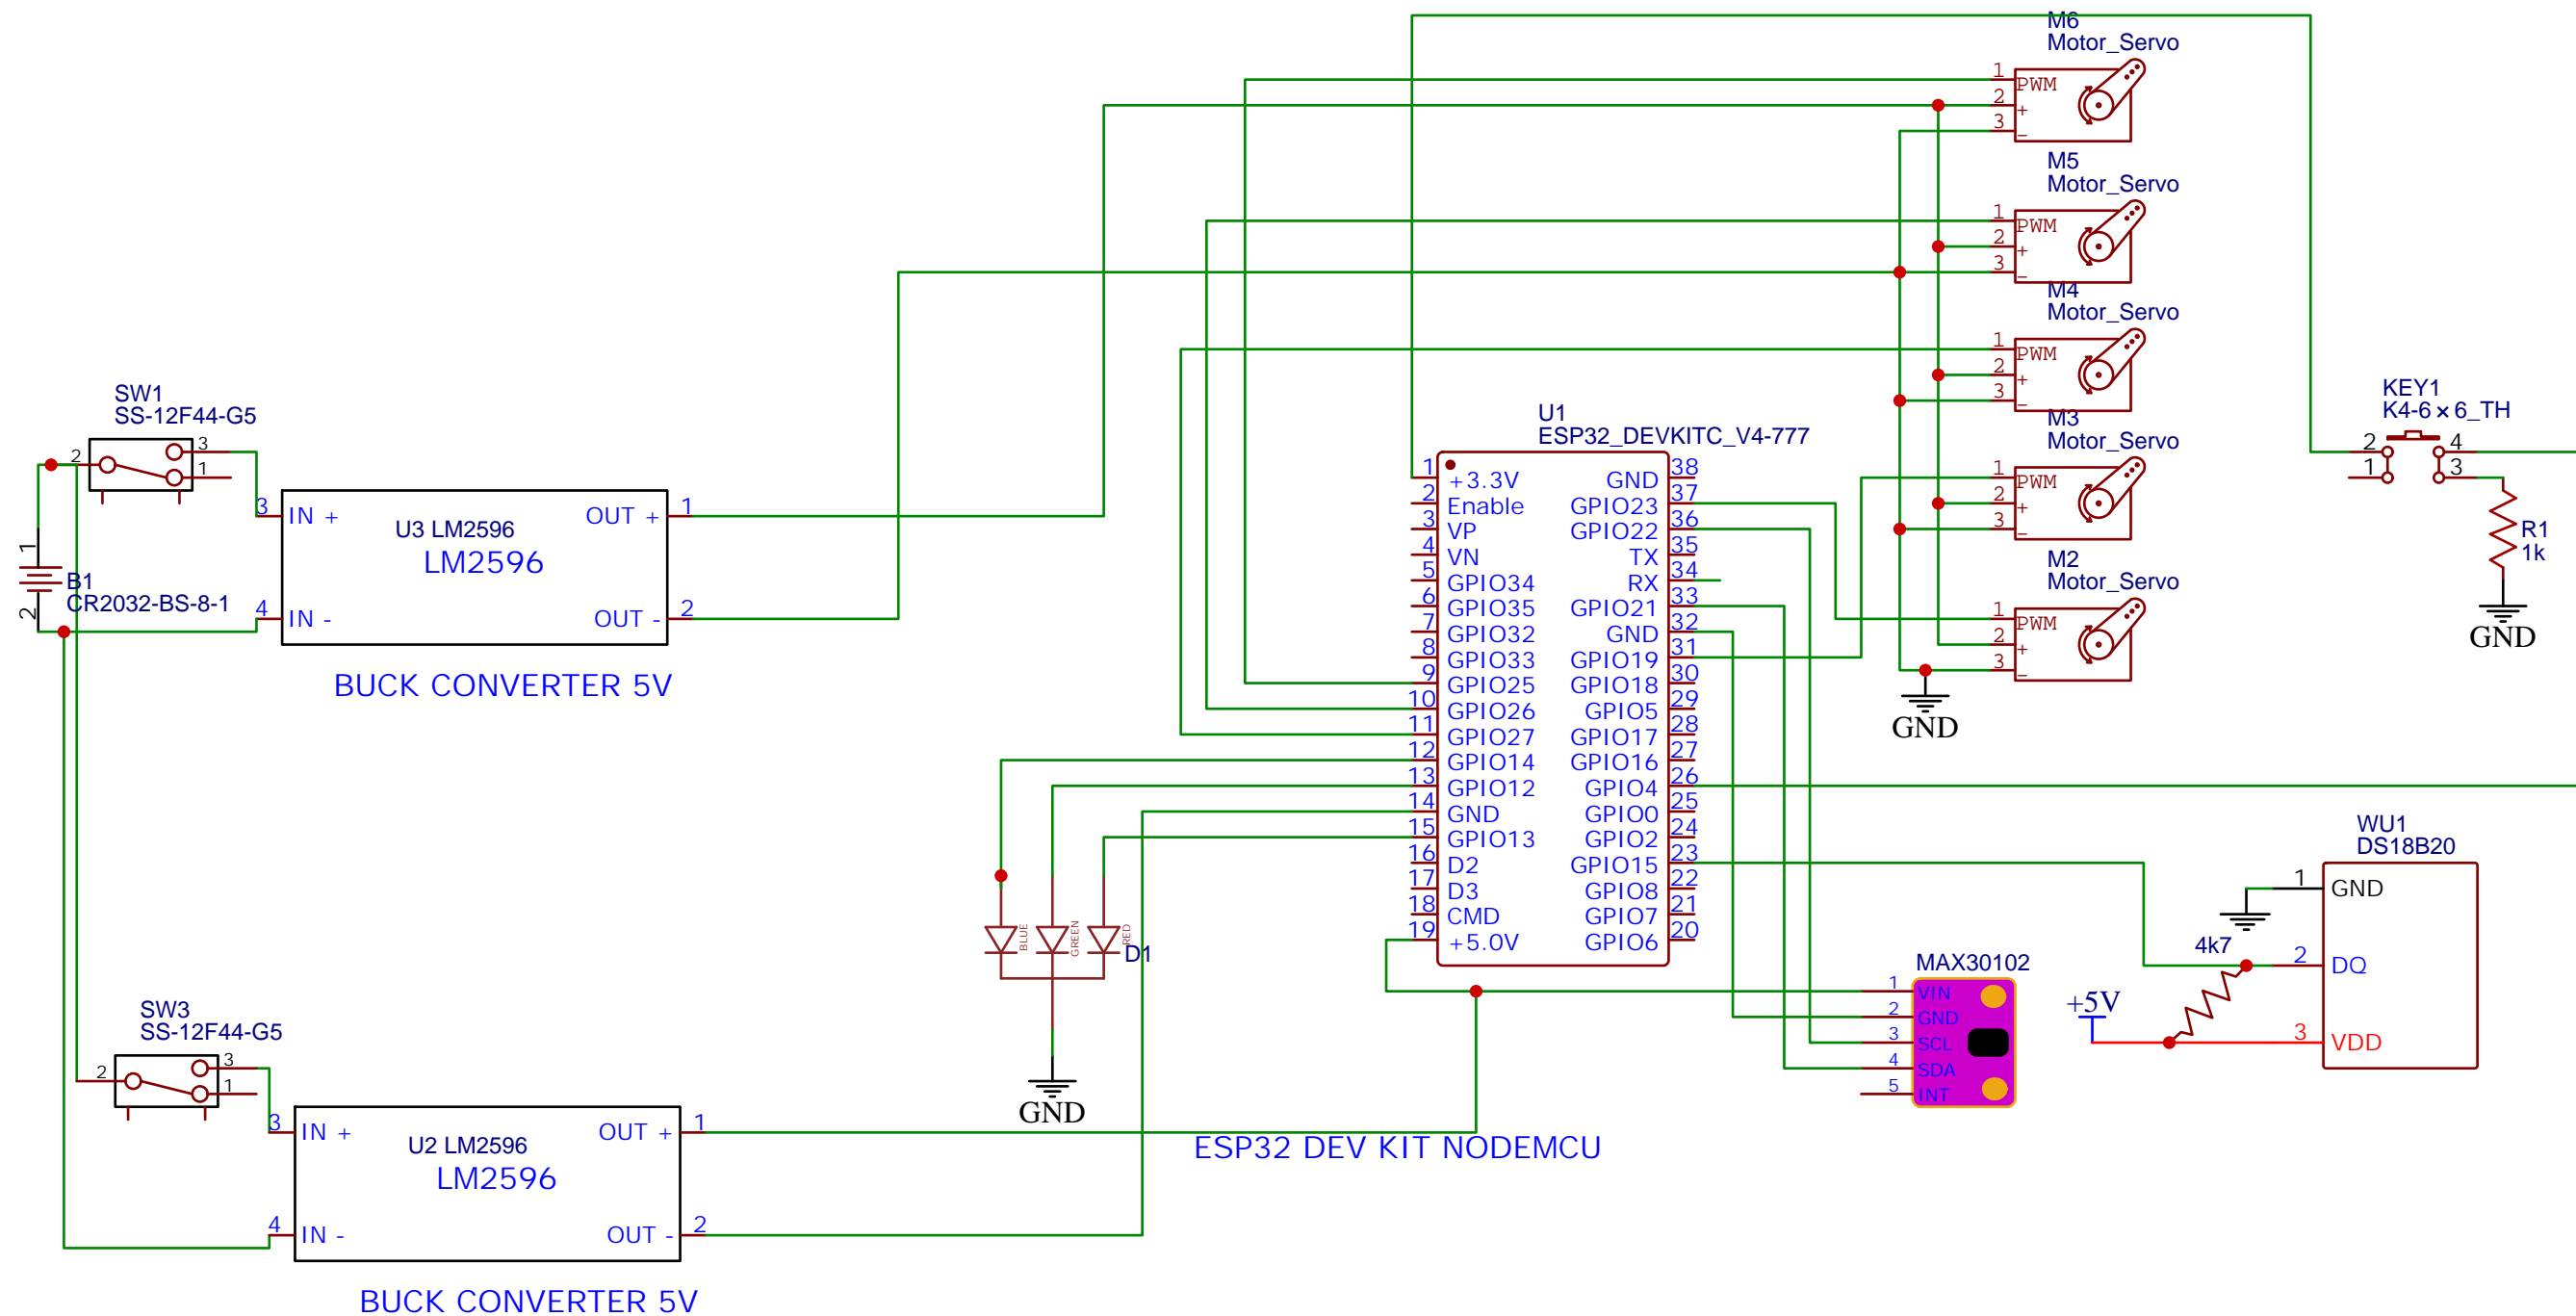 M6
Motor_Servo
1
PWM
2
+
3
-
M5
Motor_Servo
1
PWM
2
+
3
-
M4
Motor_Servo
1
PWM
2
+
3
-
M3
Motor_Servo
1
PWM
2
+
3
-
M2
Motor_Servo
1
PWM
2
+
3
-
GND
KEY1
K4-6×6_TH
2 4
1 3
R1
1k
GND
SW1
SS-12F44-G5
2 3
1
1
B1
CR2032-BS-8-1
2
3 IN + OUT + 1
U3 LM2596
LM2596
4 IN - OUT - 2
BUCK CONVERTER 5V
U1
ESP32_DEVKITC_V4-777
1 +3.3V GND 38
2 Enable GPIO23 37
3 VP GPIO22 36
4 VN TX 35
5 GPIO34 RX 34
6 GPIO35 GPIO21 33
7 GPIO32 GND 32
8 GPIO33 GPIO19 31
9 GPIO25 GPIO18 30
10 GPIO26 GPIO5 29
11 GPIO27 GPIO17 28
12 GPIO14 GPIO16 27
13 GPIO12 GPIO4 26
14 GND GPIO0 25
15 GPIO13 GPIO2 24
16 D2 GPIO15 23
17 D3 GPIO8 22
18 CMD GPIO7 21
19 +5.0V GPIO6 20
BLUE
GREEN
RED
D1
GND
WU1
DS18B20
1 GND
2 DQ
3 VDD
4k7
+5V
MAX30102
1 VIN
2 GND
3 SCL
4 SDA
5 INT
SW3
SS-12F44-G5
2 3
1
3 IN + OUT + 1
U2 LM2596
LM2596
4 IN - OUT - 2
ESP32 DEV KIT NODEMCU
BUCK CONVERTER 5V